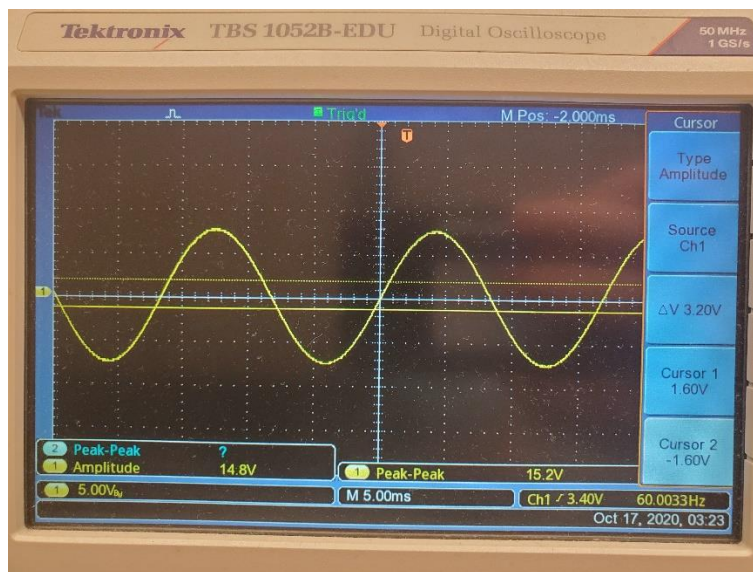 Tektronix TBS 1052B-EDU Digital Oscilloscope 50 MHz
1 GS/s
Tek Trig'd M Pos: -2.000ms Cursor
T
Type
Amplitude
Source
Ch1
1
△V 3.20V
Cursor 1
1.60V
Cursor 2
-1.60V
2 Peak-Peak ?
1 Amplitude 14.8V 1 Peak-Peak 15.2V
1 5.00V M 5.00ms Ch1 3.40V 60.0033Hz
Oct 17, 2020, 03:23